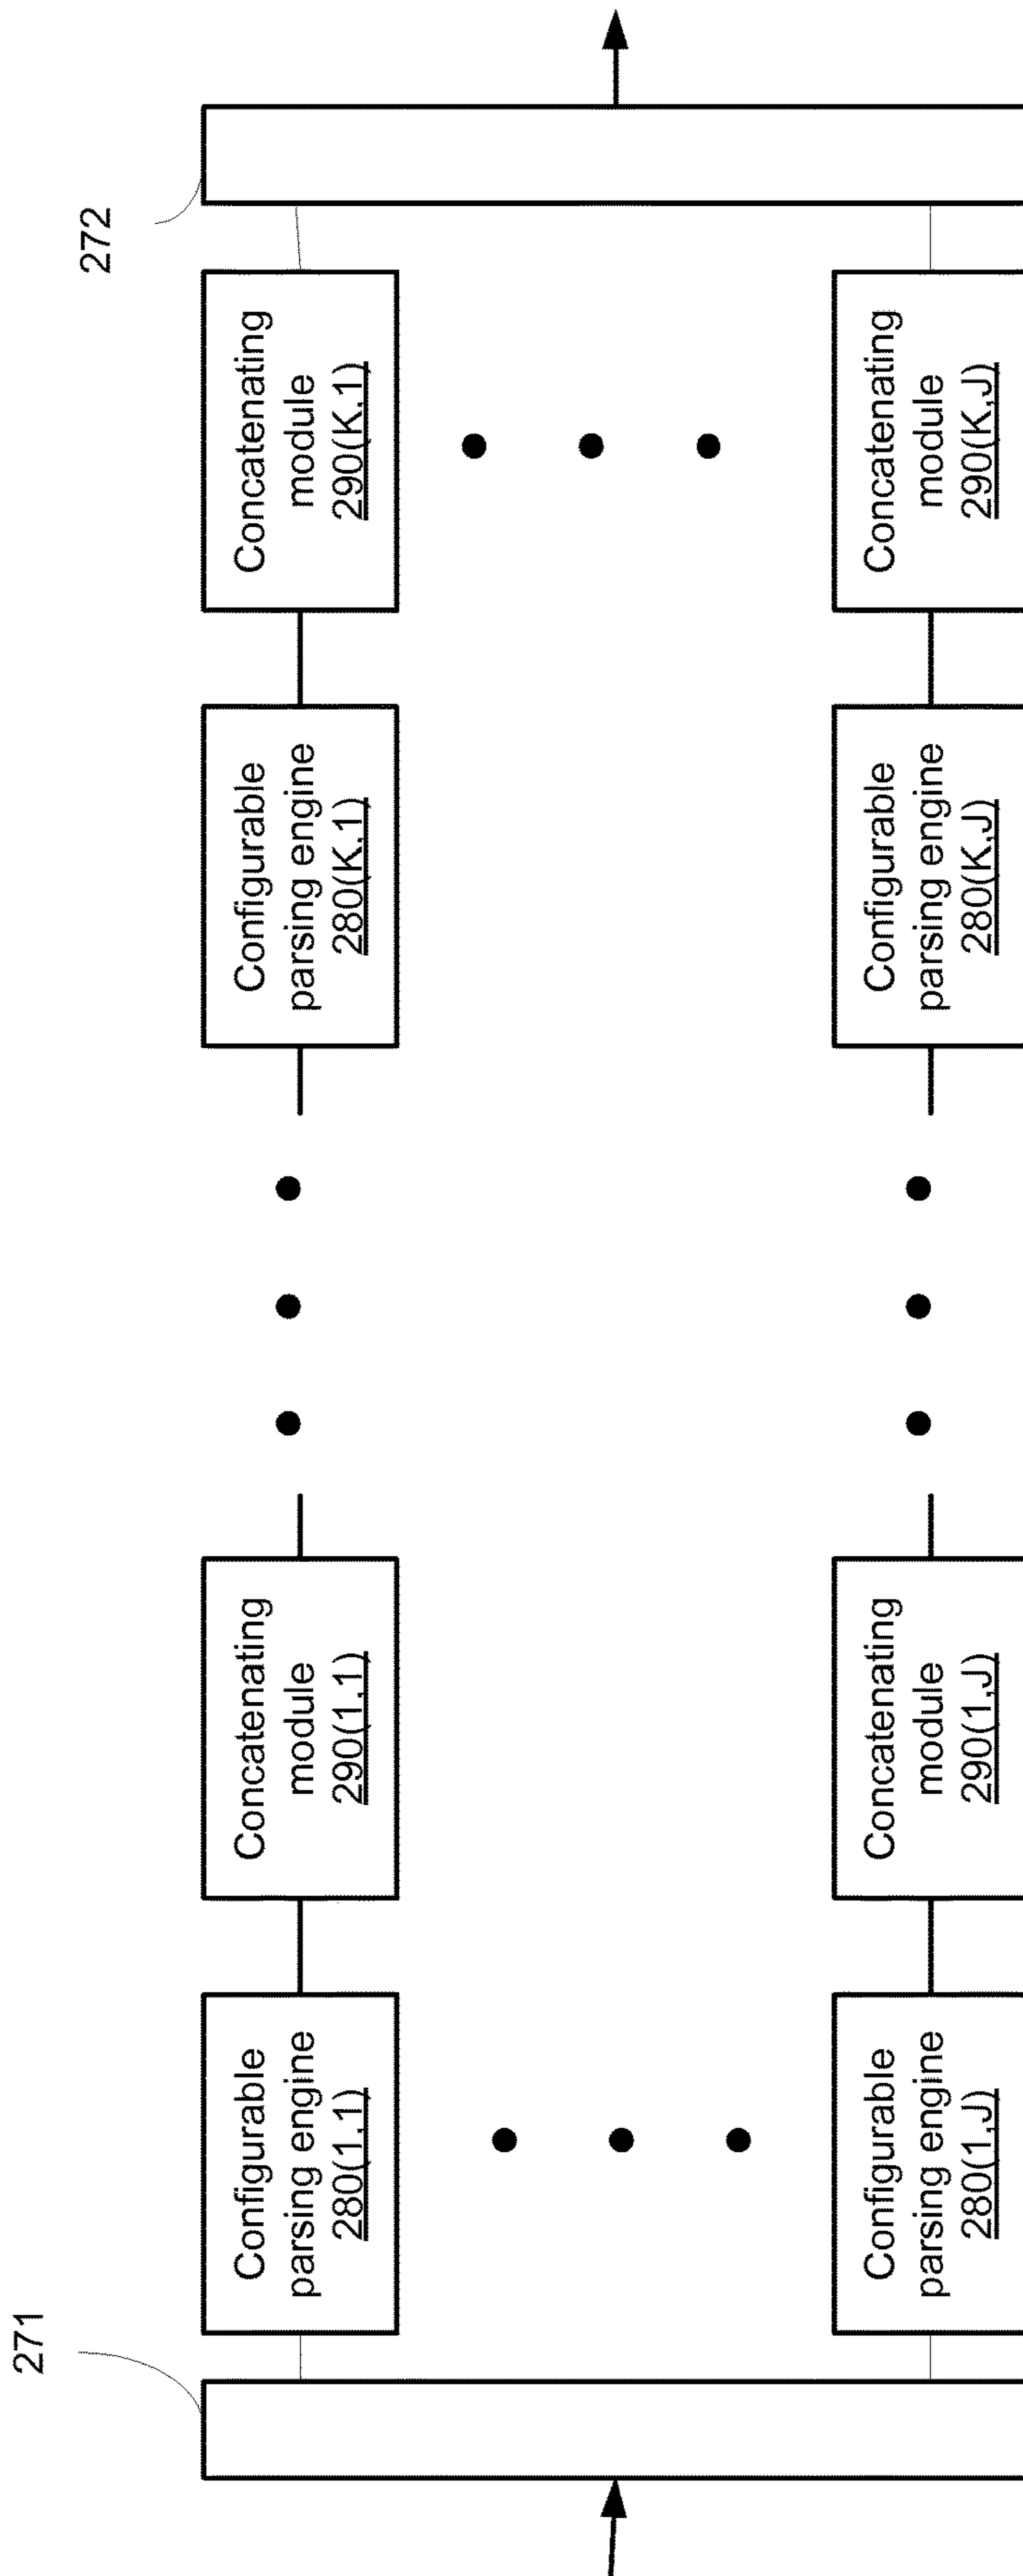 271
272
Configurable
parsing engine
280(1,1)
Concatenating
module
290(1,1)
Configurable
parsing engine
280(K,1)
Concatenating
module
290(K,1)
Configurable
parsing engine
280(1,J)
Concatenating
module
290(1,J)
Configurable
parsing engine
280(K,J)
Concatenating
module
290(K,J)